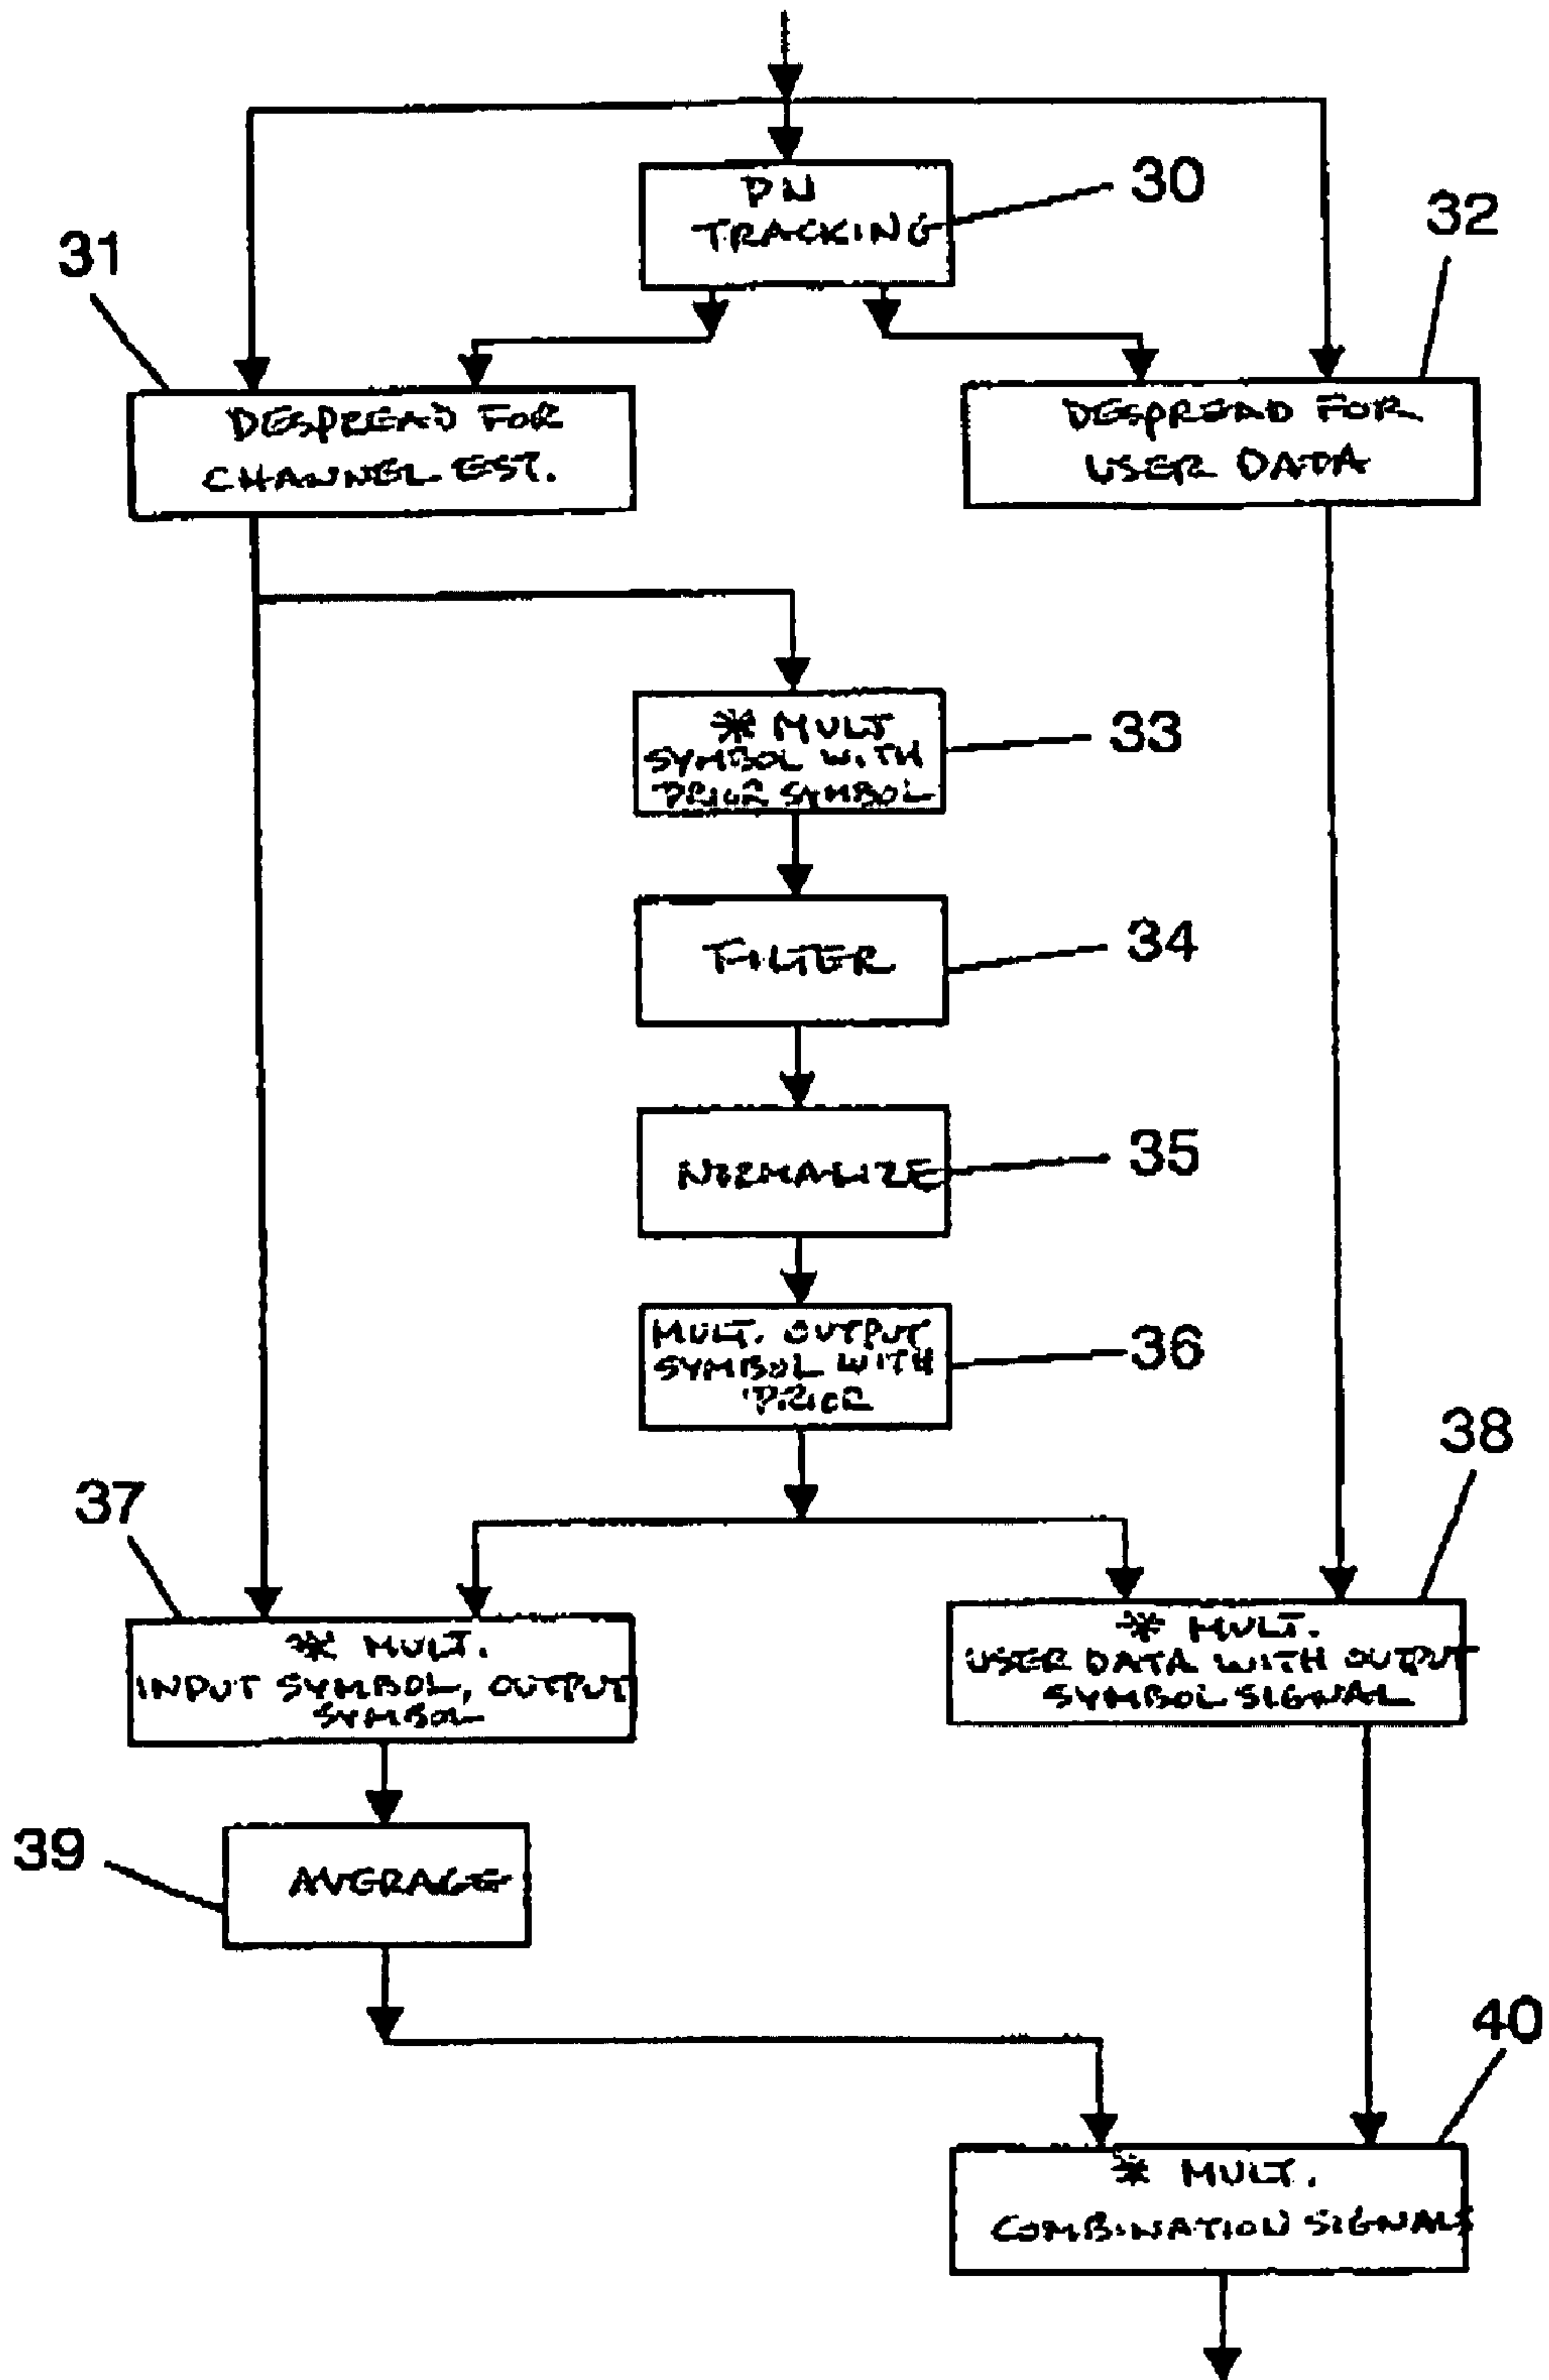 PN
TRACKING
30
31
32
DESPREAD FOR
CHANNEL EST.
DESPREAD FOR
USER DATA
* MULT
SYMBOL WITH
PRIOR SYMBOL
33
FILTER
34
NORMALIZE
35
MULT. OUTPUT
SYMBOL WITH
PRIOR
36
37
38
* MULT.
INPUT SYMBOL, OUTPUT
SYMBOL
* MULT.
USER DATA WITH OUTPUT
SYMBOL SIGNAL
39
AVERAGE
40
* MULT.
COMBINATION SIGNALS